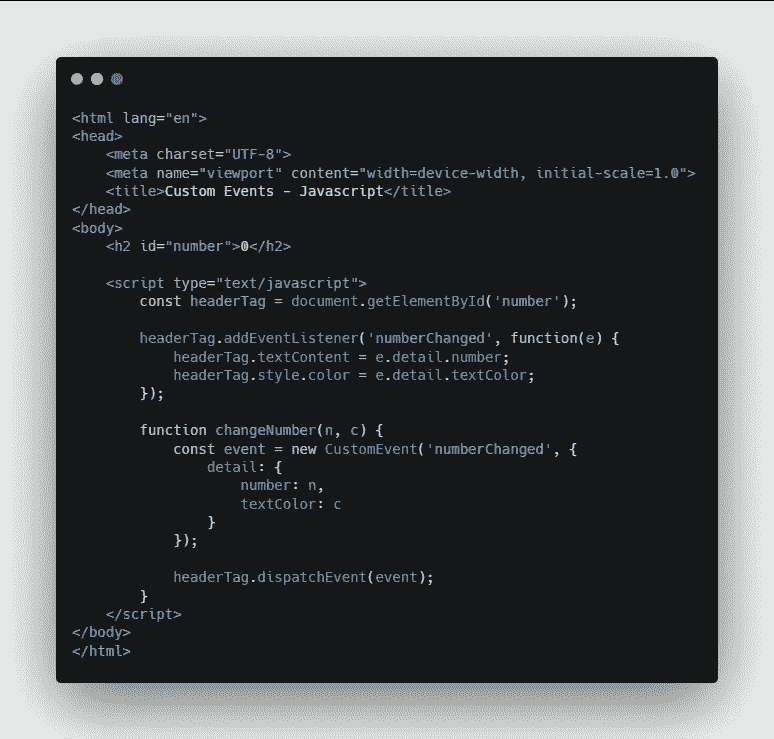 <html lang="en">
<head>
    <meta charset="UTF-8">
    <meta name="viewport" content="width=device-width, initial-scale=1.0">
    <title>Custom Events - Javascript</title>
</head>
<body>
    <h2 id="number">0</h2>

    <script type="text/javascript">
        const headerTag = document.getElementById('number');

        headerTag.addEventListener('numberChanged', function(e) {
            headerTag.textContent = e.detail.number;
            headerTag.style.color = e.detail.textColor;
        });

        function changeNumber(n, c) {
            const event = new CustomEvent('numberChanged', {
                detail: {
                    number: n,
                    textColor: c
                }
            });

            headerTag.dispatchEvent(event);
        }
    </script>
</body>
</html>